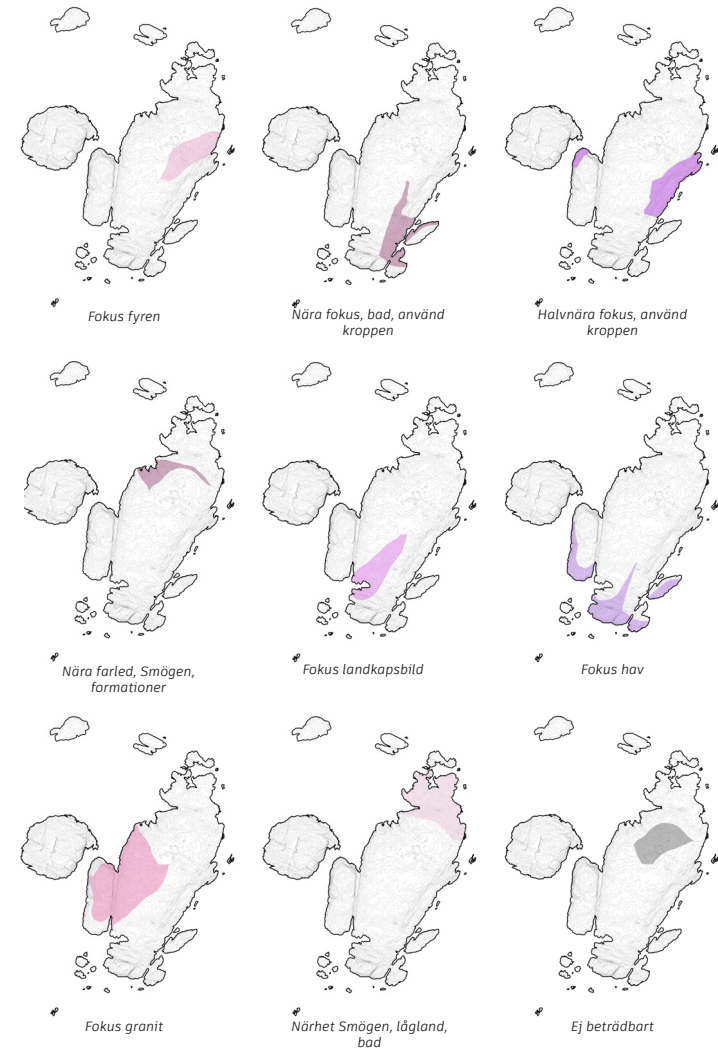 Fokus fyren
Nära fokus, bad, använd
kroppen
Halvnära fokus, använd
kroppen
Nära farled, Smögen,
formationer
Fokus landkapsbild
Fokus hav
Fokus granit
Närhet Smögen, lågland,
bad
Ej beträdbart